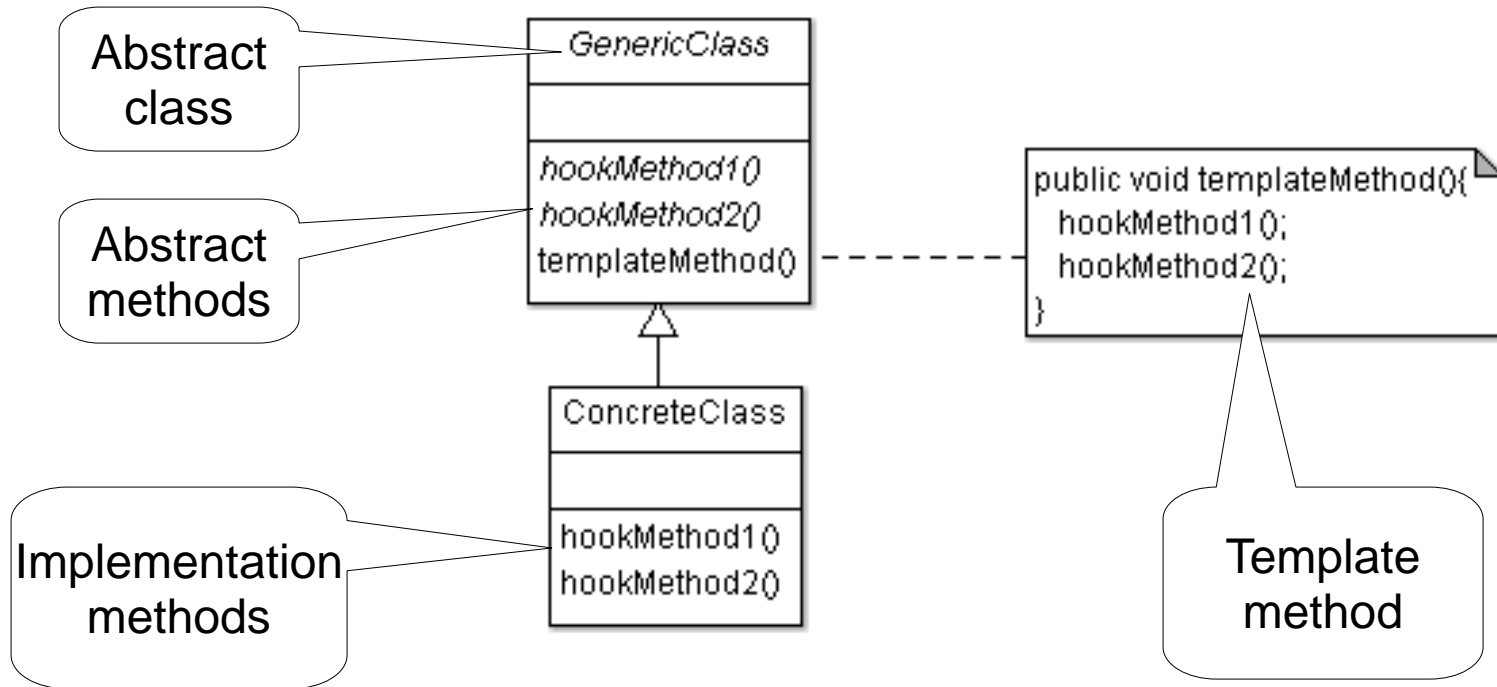 Abstract
class
GenericClass
hookMethod1()
hookMethod2()
templateMethod()
Abstract
methods
public void templateMethod(){
hookMethod1();
hookMethod2();
}
ConcreteClass
hookMethod1()
hookMethod2()
Implementation
methods
Template
method